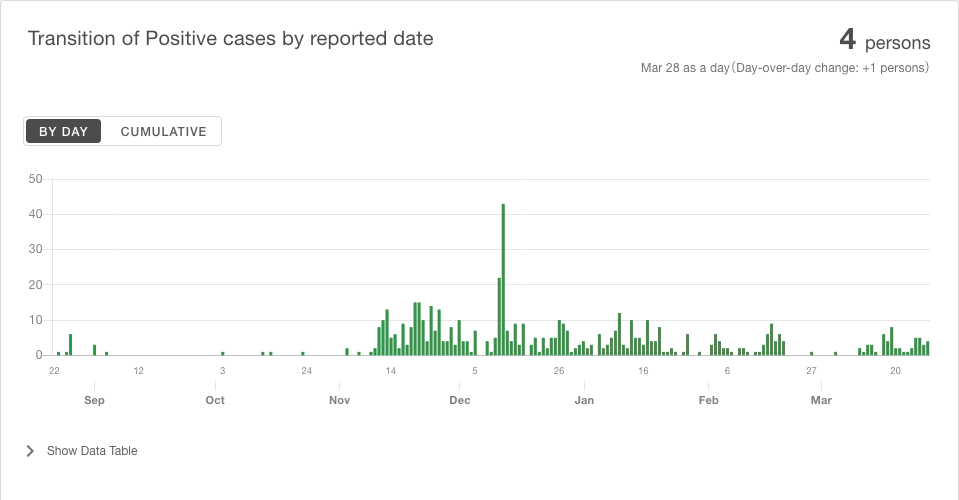 Transition of Positive cases by reported date
4 persons
Mar 28 as a day(Day-over-day change: +1 persons)
BY DAY CUMULATIVE
50
40
30
20
10
0
22 12 3 24 14 5 26 16 6 27 20
Sep Oct Nov Dec Jan Feb Mar
Show Data Table